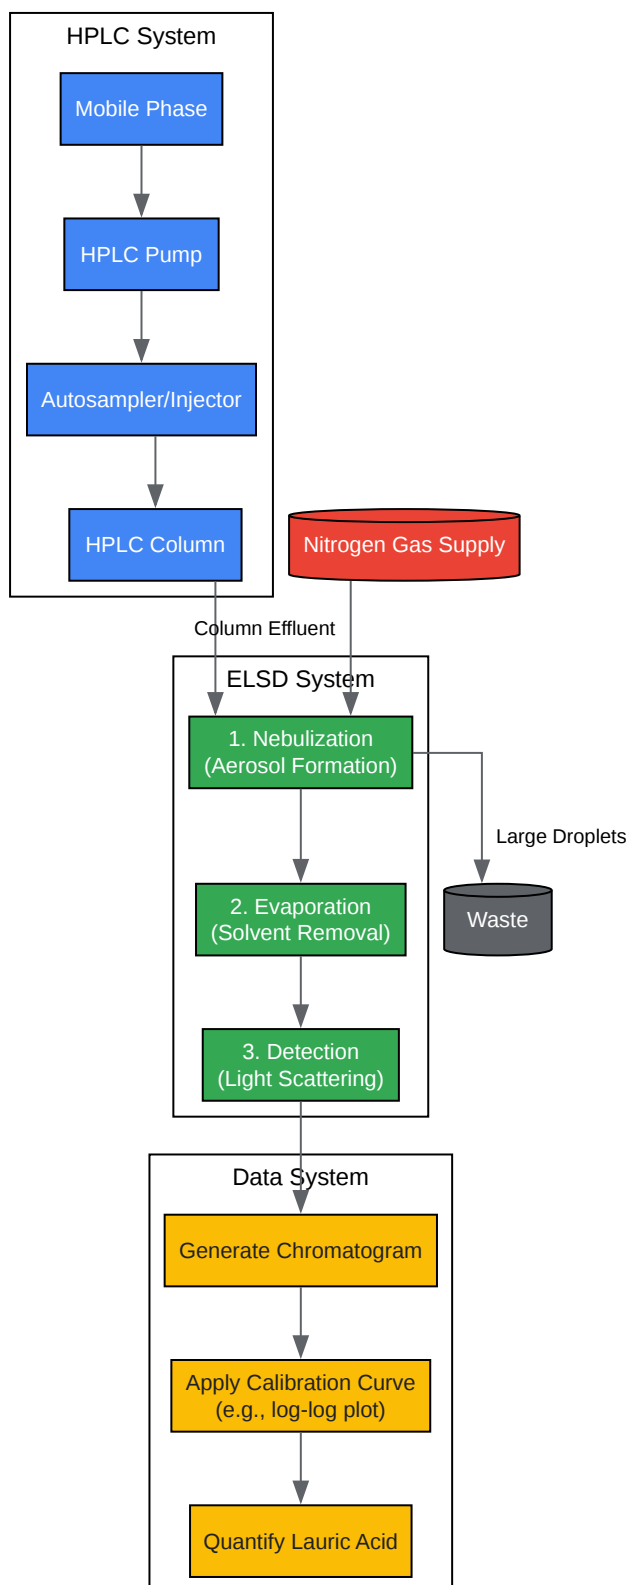 HPLC System
Mobile Phase
HPLC Pump
Autosampler/Injector
HPLC Column
Nitrogen Gas Supply
Column Effluent
ELSD System
1. Nebulization
(Aerosol Formation)
Large Droplets
2. Evaporation
(Solvent Removal)
Waste
3. Detection
(Light Scattering)
Data System
Generate Chromatogram
Apply Calibration Curve
(e.g., log-log plot)
Quantify Lauric Acid